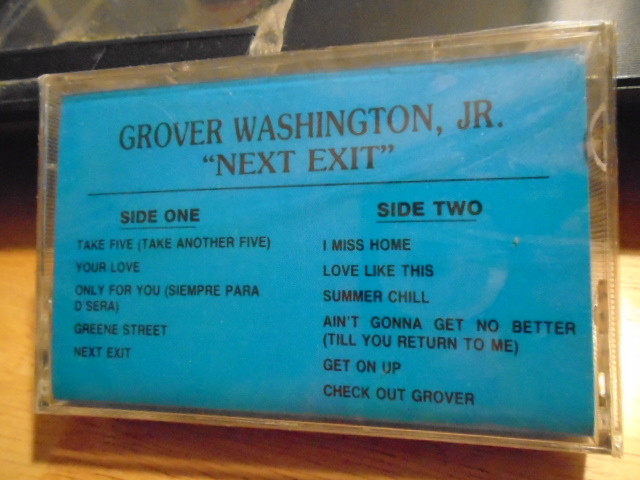 GROVER WASHINGTON, JR.
"NEXT EXIT"
SIDE ONE
TAKE FIVE (TAKE ANOTHER FIVE)
YOUR LOVE
ONLY FOR YOU (SIEMPRE PARA
D SERA)
GREENE STREET
NEXT EXIT
SIDE TWO
I MISS HOME
LOVE LIKE THIS
SUMMER CHILL
AIN'T GONNA GET NO BETTER
(TILL YOU RETURN TO ME)
GET ON UP
CHECK OUT GROVER